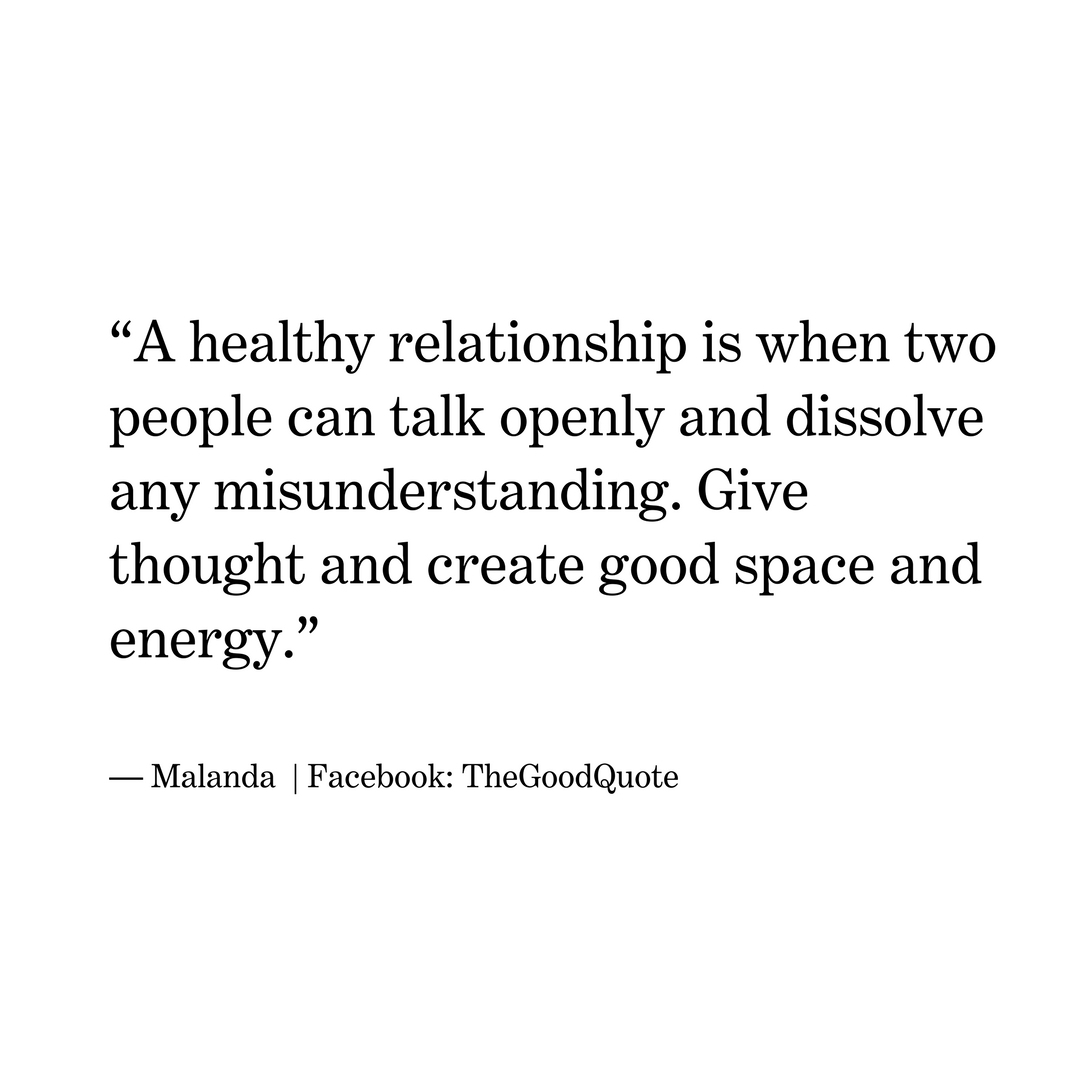 “A healthy relationship is when two
people can talk openly and dissolve
any misunderstanding. Give
thought and create good space and
energy.”
— Malanda | Facebook: TheGoodQuote